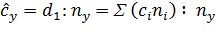 ĉ_y = d_1: n_y = Σ (c_i n_i) : n_y